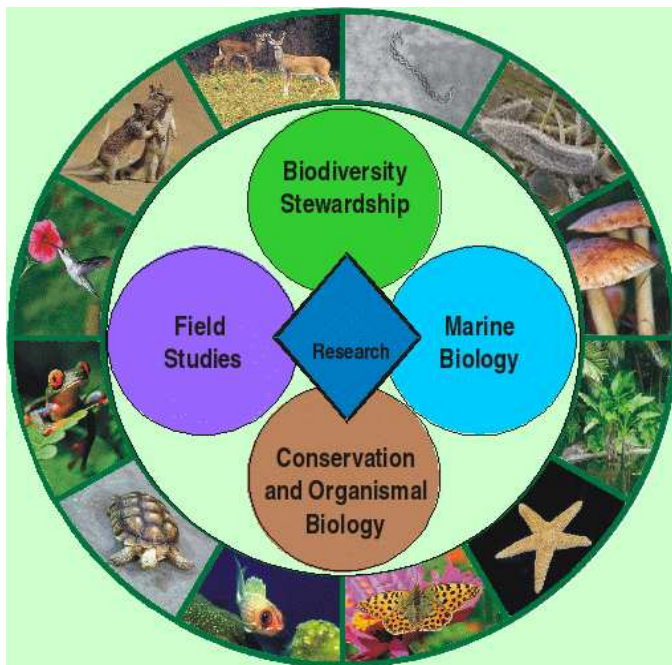 Biodiversity
Stewardship
Field
Studies
Research
Marine
Biology
Conservation
and Organismal
Biology